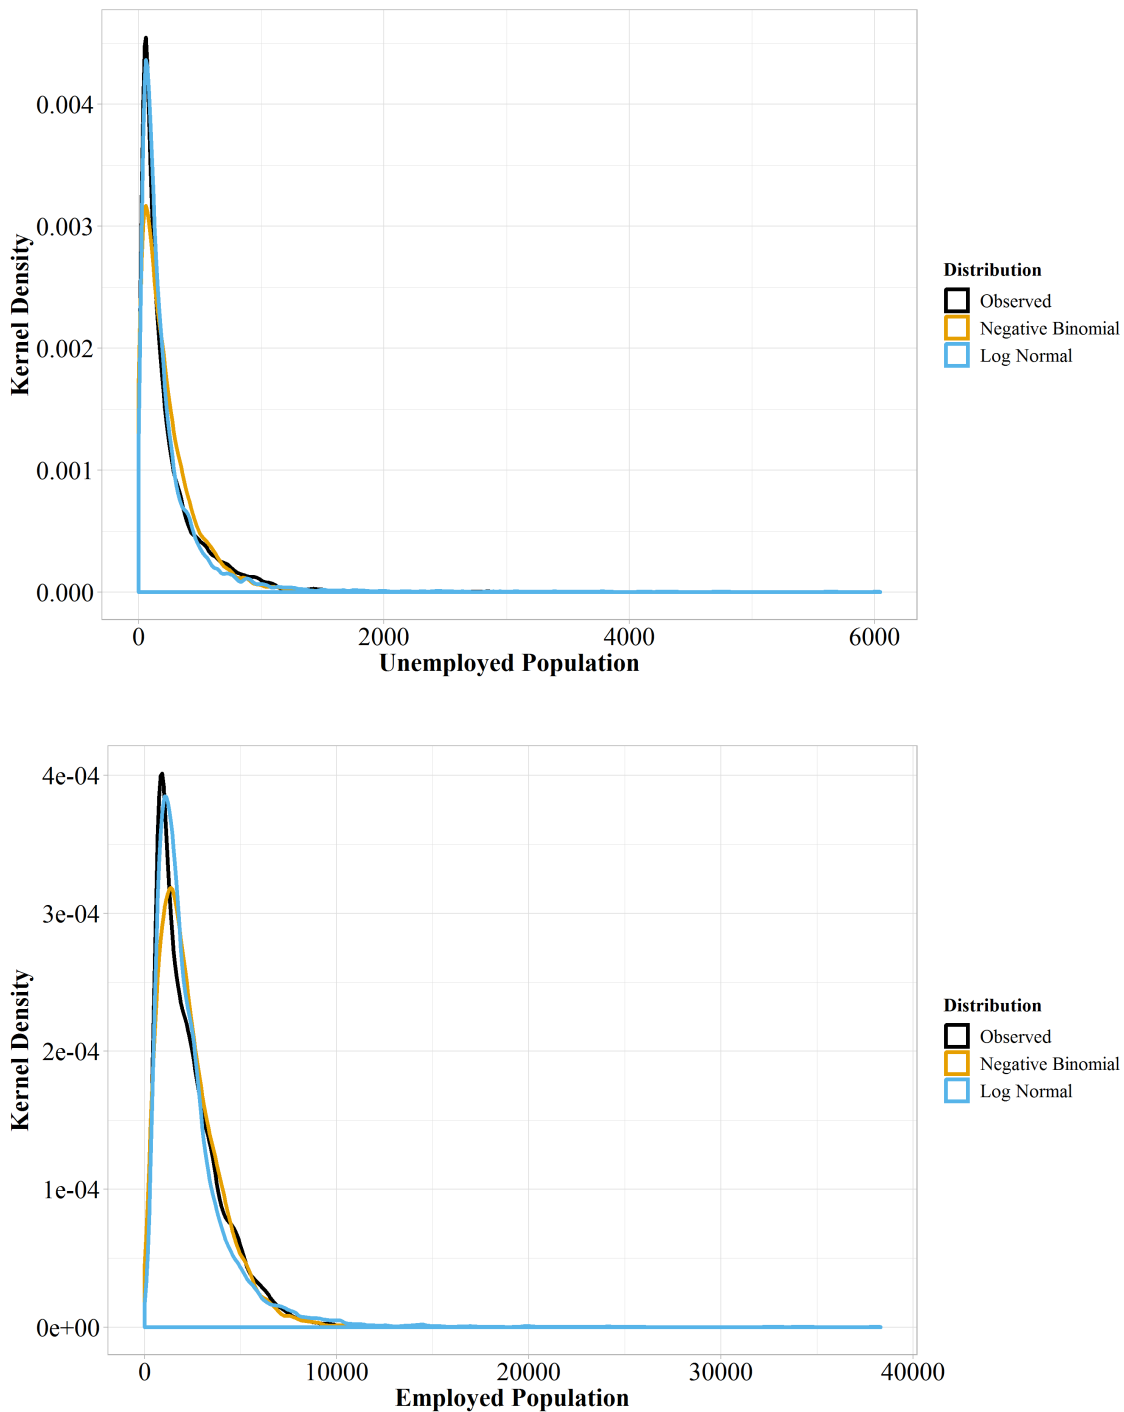 Kernel Density
0.004
0.003
0.002
0.001
0.000
0 2000 4000 6000
Unemployed Population
Distribution
Observed
Negative Binomial
Log Normal
Kernel Density
4e-04
3e-04
2e-04
1e-04
0e+00
0 10000 20000 30000 40000
Employed Population
Distribution
Observed
Negative Binomial
Log Normal